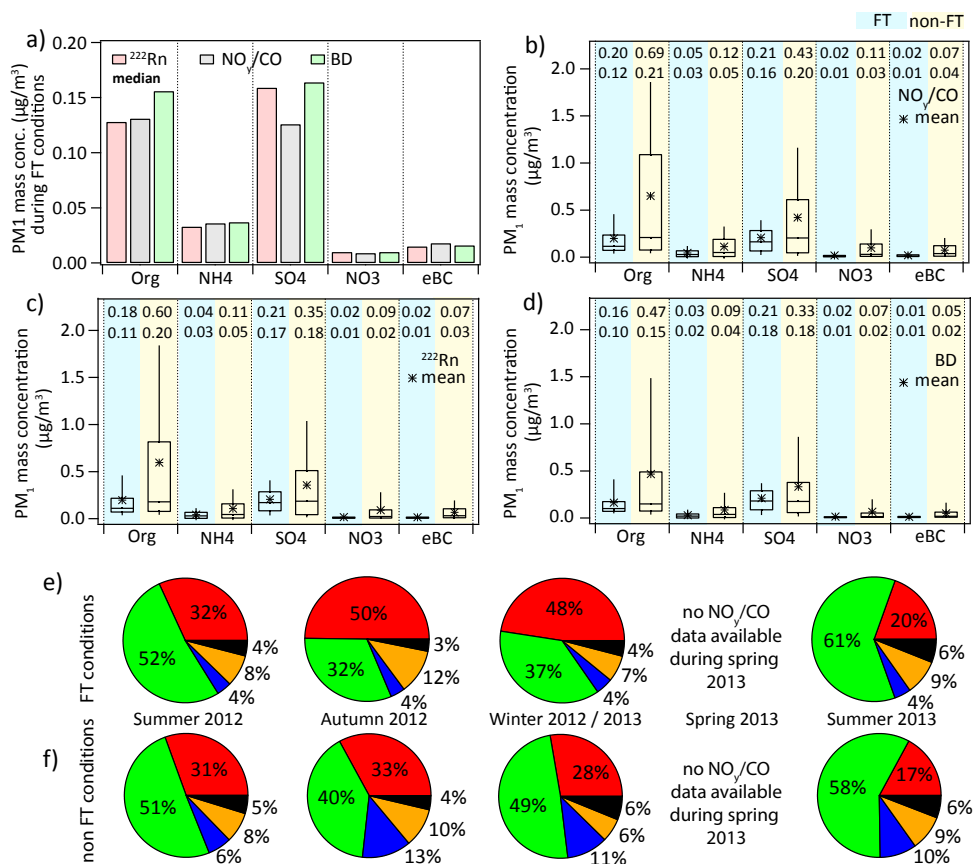 FT non-FT
a)
PM1 mass conc. (µg/m³)
during FT conditions
0.20
0.15
0.10
0.05
0.00
²²²Rn NOy/CO BD
median
Org NH4 SO4 NO3 eBC
b)
PM₁ mass concentration
(µg/m³)
2.0
1.5
1.0
0.5
0.0
0.20 0.69 0.05 0.12 0.21 0.43 0.02 0.11 0.02 0.07
0.12 0.21 0.03 0.05 0.16 0.20 0.01 0.03 0.01 0.04
NOy/CO
mean
Org NH4 SO4 NO3 eBC
c)
PM₁ mass concentration
(µg/m³)
2.0
1.5
1.0
0.5
0.0
0.18 0.60 0.04 0.11 0.21 0.35 0.02 0.09 0.02 0.07
0.11 0.20 0.03 0.05 0.17 0.18 0.01 0.02 0.01 0.03
²²²Rn
mean
Org NH4 SO4 NO3 eBC
d)
PM₁ mass concentration
(µg/m³)
2.0
1.5
1.0
0.5
0.0
0.16 0.47 0.03 0.09 0.21 0.33 0.02 0.07 0.01 0.05
0.10 0.15 0.02 0.04 0.18 0.18 0.01 0.02 0.01 0.02
BD
mean
Org NH4 SO4 NO3 eBC
e)
FT conditions
32%
4%
8%
4%
52%
50%
3%
12%
4%
32%
48%
4%
7%
4%
37%
no NOy/CO
data available
during spring
2013
20%
6%
9%
4%
61%
Summer 2012 Autumn 2012 Winter 2012 / 2013 Spring 2013 Summer 2013
f)
non FT conditions
31%
5%
8%
6%
51%
33%
4%
10%
13%
40%
28%
6%
6%
11%
49%
no NOy/CO
data available
during spring
2013
17%
6%
9%
10%
58%